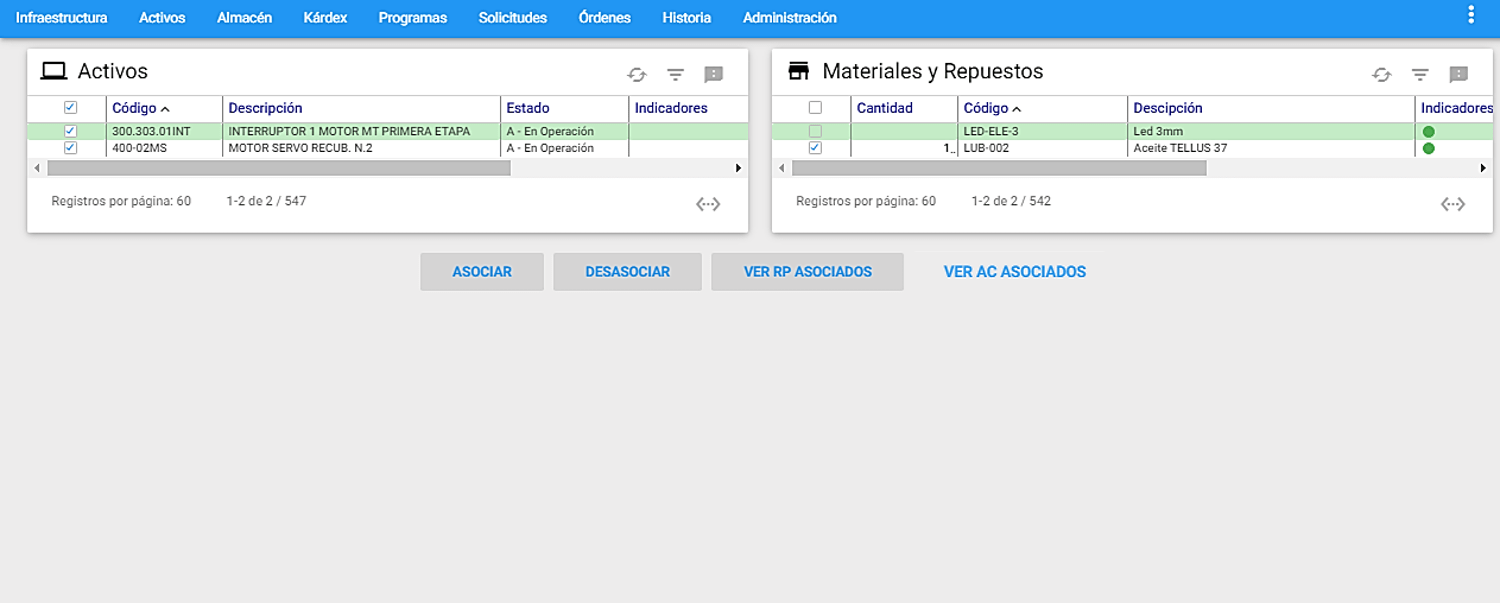 Infraestructura Activos Almacén Kárdex Programas Solicitudes Órdenes Historia Administración
Activos
Código Descripción Estado Indicadores
300.303.01INT INTERRUPTOR 1 MOTOR MT PRIMERA ETAPA A - En Operación
400-02MS MOTOR SERVO RECUB. N.2 A - En Operación
Registros por página: 60 1-2 de 2 / 547
Materiales y Repuestos
Cantidad Código Descipción Indicadores
LED-ELE-3 Led 3mm
1... LUB-002 Aceite TELLUS 37
Registros por página: 60 1-2 de 2 / 542
ASOCIAR DESASOCIAR VER RP ASOCIADOS VER AC ASOCIADOS